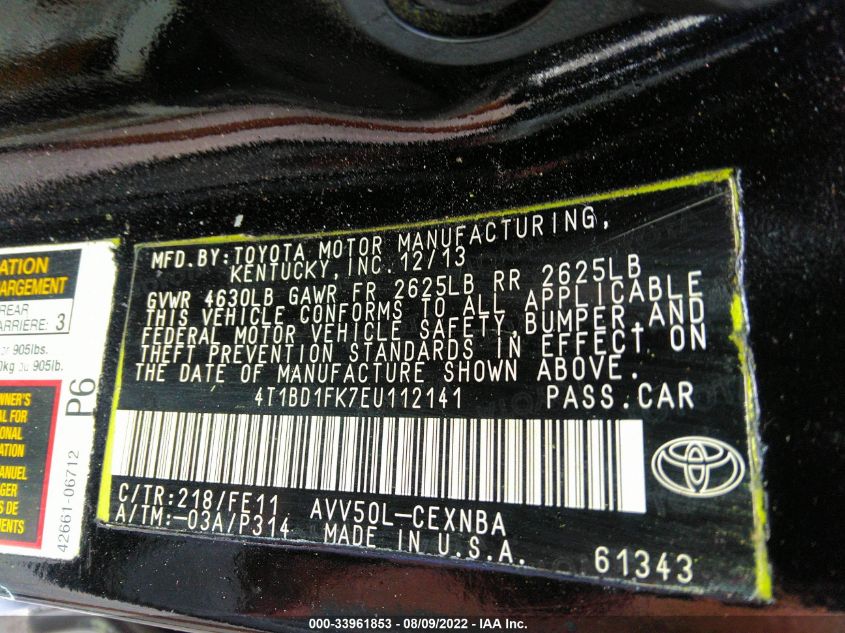 MFD.BY:TOYOTA MOTOR MANUFACTURING,
KENTUCKY, INC. 12/13
GVWR 4630LB GAWR FR 2625LB RR 2625LB
THIS VEHICLE CONFORMS TO ALL APPLICABLE
FEDERAL MOTOR VEHICLE SAFETY,BUMPER,AND
THEFT PREVENTION STANDARDS IN EFFECT ON
THE DATE OF MANUFACTURE SHOWN ABOVE.
4T1BD1FK7EU112141 PASS.CAR
C/TR:218/FE11 AVV50L-CEXNBA
A/TM:-03A/P314 MADE IN U.S.A.
61343
REAR
3
905lbs.
905lb.
P6
42661-06712
000-33961853 - 08/09/2022 - IAA Inc.